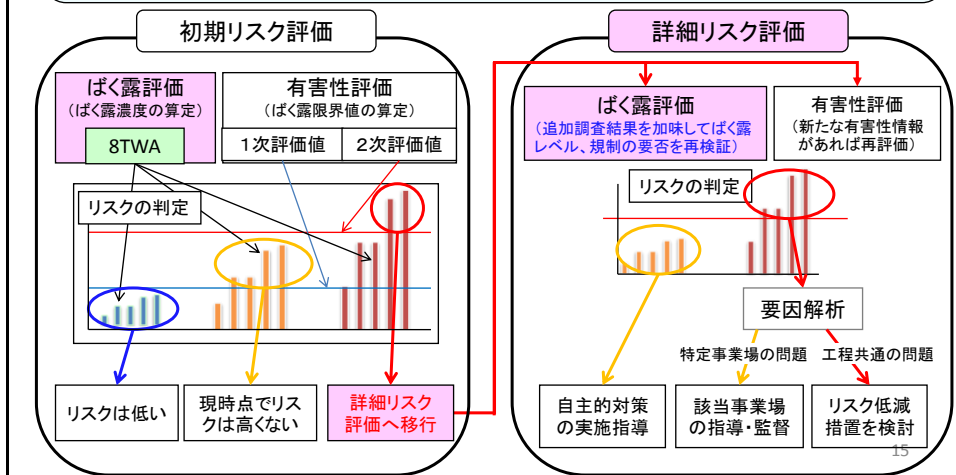 初期リスク評価
ばく露評価
（ばく露濃度の算定）
8TWA
有害性評価
（ばく露限界値の算定）
１次評価値
２次評価値
リスクの判定
リスクは低い
現時点でリス
クは高くない
詳細リスク
評価へ移行
詳細リスク評価
ばく露評価
（追加調査結果を加味してばく露
レベル、規制の要否を再検証）
有害性評価
（新たな有害性情報
があれば再評価）
リスクの判定
要因解析
特定事業場の問題
工程共通の問題
自主的対策
の実施指導
該当事業場
の指導・監督
リスク低減
措置を検討
15